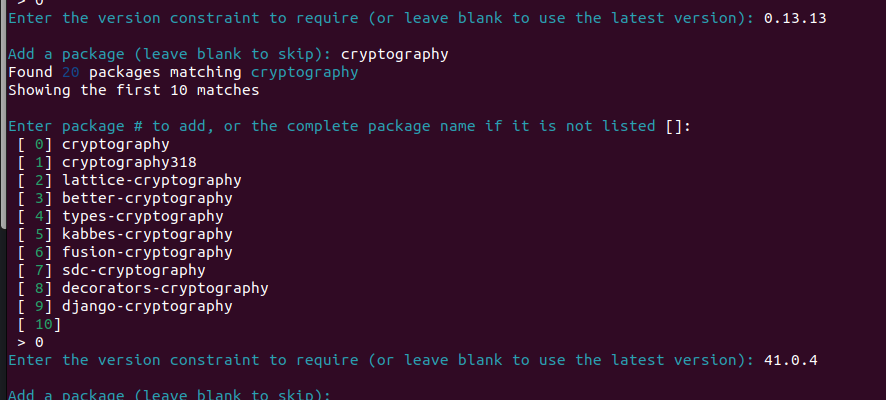 > 0
Enter the version constraint to require (or leave blank to use the latest version): 0.13.13
Add a package (leave blank to skip): cryptography
Found 20 packages matching cryptography
Showing the first 10 matches
Enter package # to add, or the complete package name if it is not listed []:
[ 0] cryptography
[ 1] cryptography318
[ 2] lattice-cryptography
[ 3] better-cryptography
[ 4] types-cryptography
[ 5] kabbes-cryptography
[ 6] fusion-cryptography
[ 7] sdc-cryptography
[ 8] decorators-cryptography
[ 9] django-cryptography
[ 10]
> 0
Enter the version constraint to require (or leave blank to use the latest version): 41.0.4
Add a package (leave blank to skip):